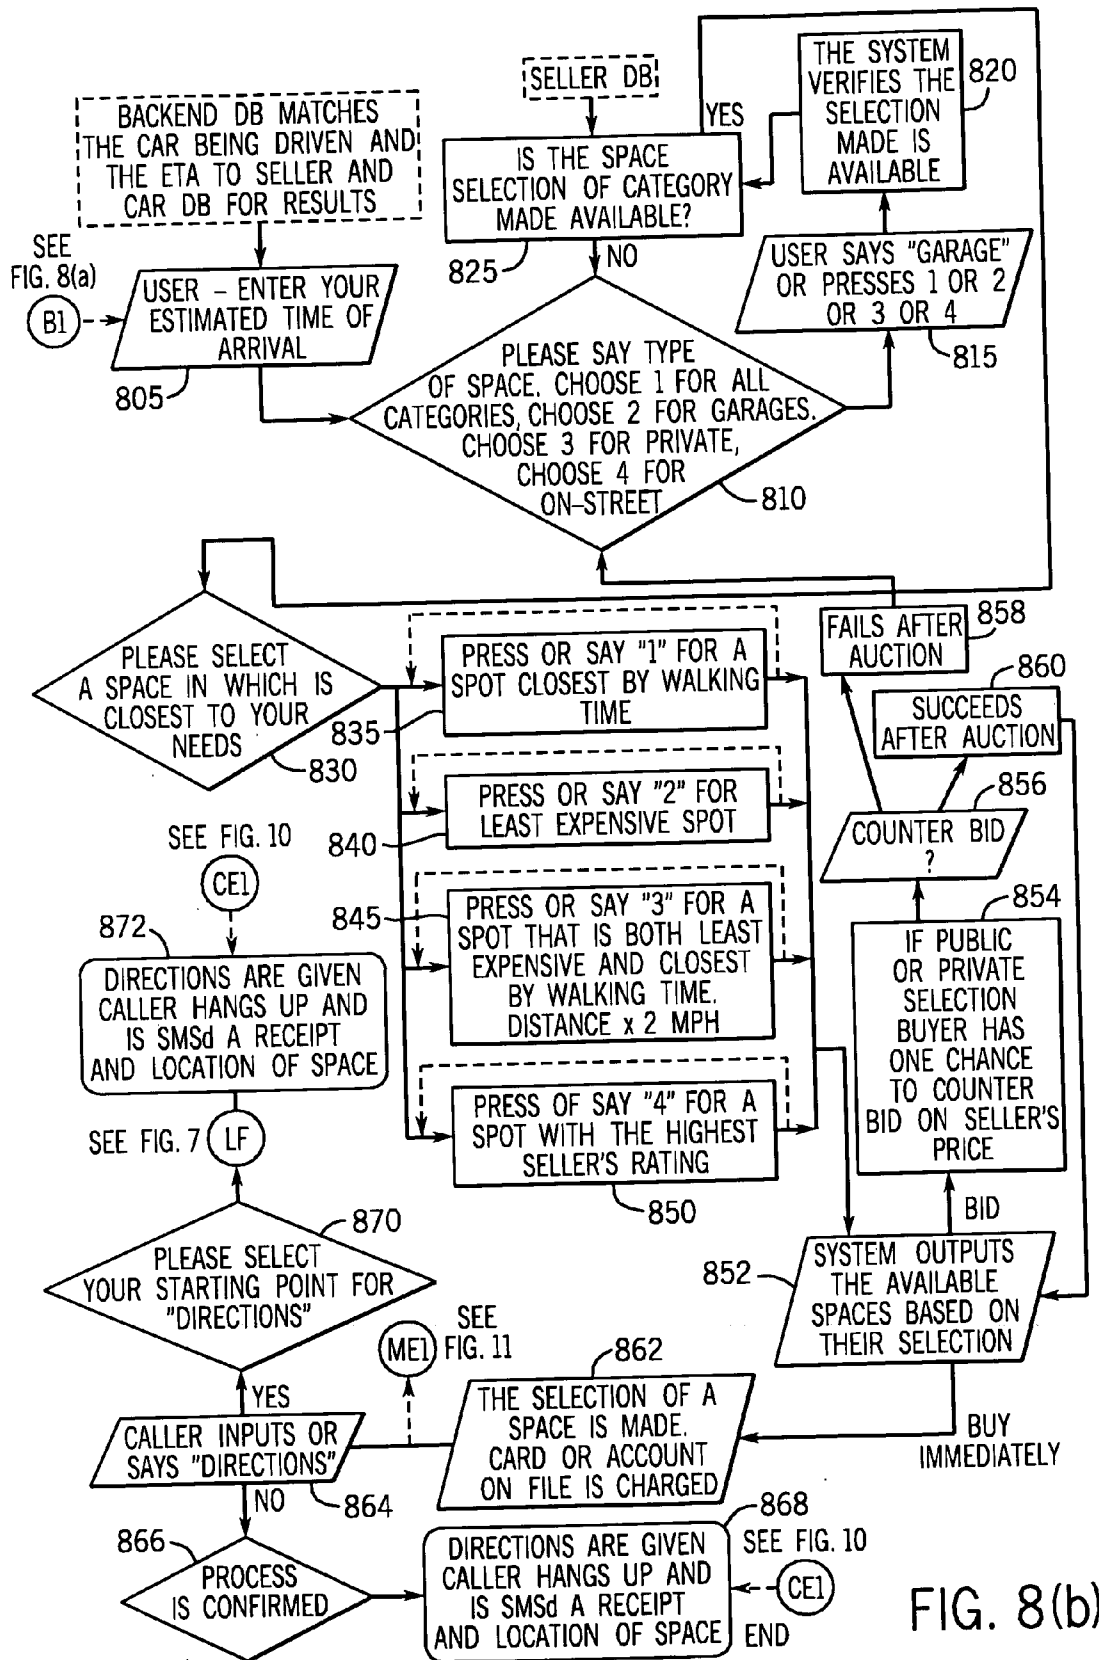 SELLER DB
YES
THE SYSTEM
VERIFIES THE
SELECTION
MADE IS
AVAILABLE
820
BACKEND DB MATCHES
THE CAR BEING DRIVEN AND
THE ETA TO SELLER AND
CAR DB FOR RESULTS
IS THE SPACE
SELECTION OF CATEGORY
MADE AVAILABLE?
825
NO
SEE
FIG. 8(a)
B1
USER – ENTER YOUR
ESTIMATED TIME OF
ARRIVAL
805
USER SAYS "GARAGE"
OR PRESSES 1 OR 2
OR 3 OR 4
815
PLEASE SAY TYPE
OF SPACE. CHOOSE 1 FOR ALL
CATEGORIES, CHOOSE 2 FOR GARAGES.
CHOOSE 3 FOR PRIVATE,
CHOOSE 4 FOR
ON–STREET
810
PLEASE SELECT
A SPACE IN WHICH IS
CLOSEST TO YOUR
NEEDS
830
PRESS OR SAY "1" FOR A
SPOT CLOSEST BY WALKING
TIME
835
FAILS AFTER
AUCTION
858
860
SUCCEEDS
AFTER AUCTION
PRESS OR SAY "2" FOR
LEAST EXPENSIVE SPOT
840
856
COUNTER BID
?
SEE FIG. 10
CE1
872
DIRECTIONS ARE GIVEN
CALLER HANGS UP AND
IS SMSd A RECEIPT
AND LOCATION OF SPACE
845
PRESS OR SAY "3" FOR A
SPOT THAT IS BOTH LEAST
EXPENSIVE AND CLOSEST
BY WALKING TIME.
DISTANCE x 2 MPH
854
IF PUBLIC
OR PRIVATE
SELECTION
BUYER HAS
ONE CHANCE
TO COUNTER
BID ON SELLER'S
PRICE
SEE FIG. 7
LF
PRESS OF SAY "4" FOR A
SPOT WITH THE HIGHEST
SELLER'S RATING
850
BID
870
PLEASE SELECT
YOUR STARTING POINT FOR
"DIRECTIONS"
852
SYSTEM OUTPUTS
THE AVAILABLE
SPACES BASED ON
THEIR SELECTION
ME1
SEE
FIG. 11
862
THE SELECTION OF A
SPACE IS MADE.
CARD OR ACCOUNT
ON FILE IS CHARGED
BUY
IMMEDIATELY
YES
CALLER INPUTS OR
SAYS "DIRECTIONS"
864
NO
866
PROCESS
IS CONFIRMED
868
DIRECTIONS ARE GIVEN
CALLER HANGS UP AND
IS SMSd A RECEIPT
AND LOCATION OF SPACE
SEE FIG. 10
CE1
END
FIG. 8(b)